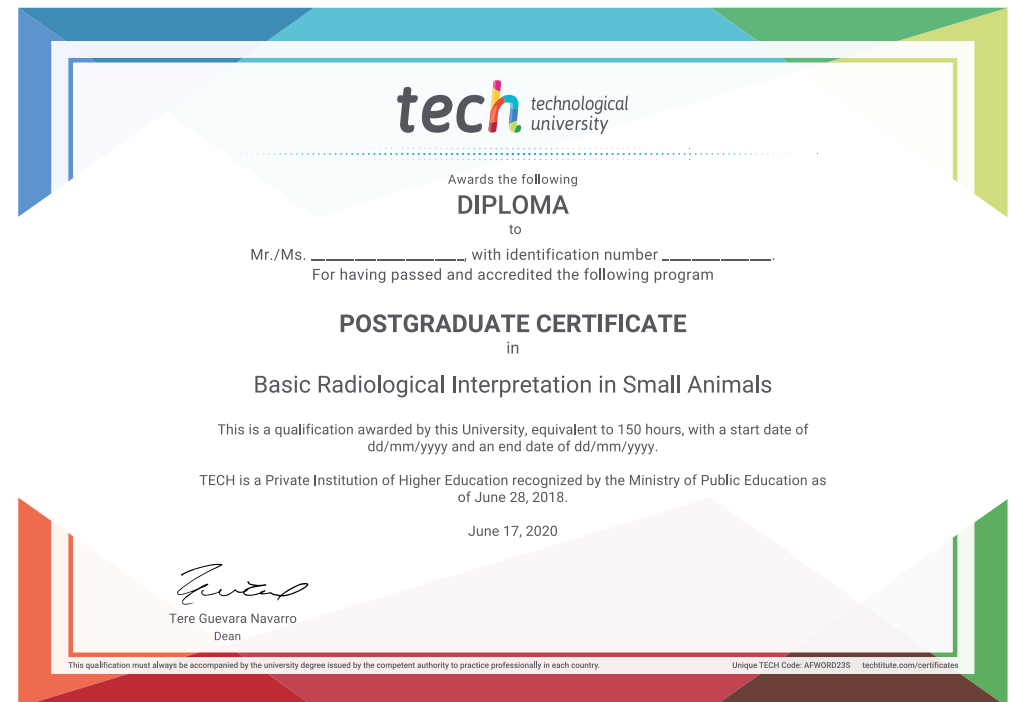 tech technological
university
Awards the following
DIPLOMA
to
Mr./Ms. __________________, with identification number _____________.
For having passed and accredited the following program
POSTGRADUATE CERTIFICATE
in
Basic Radiological Interpretation in Small Animals
This is a qualification awarded by this University, equivalent to 150 hours, with a start date of
dd/mm/yyyy and an end date of dd/mm/yyyy.
TECH is a Private Institution of Higher Education recognized by the Ministry of Public Education as
of June 28, 2018.
June 17, 2020
Tere Guevara Navarro
Dean
This qualification must always be accompanied by the university degree issued by the competent authority to practice professionally in each country.
Unique TECH Code: AFWORD23S techtitute.com/certificates